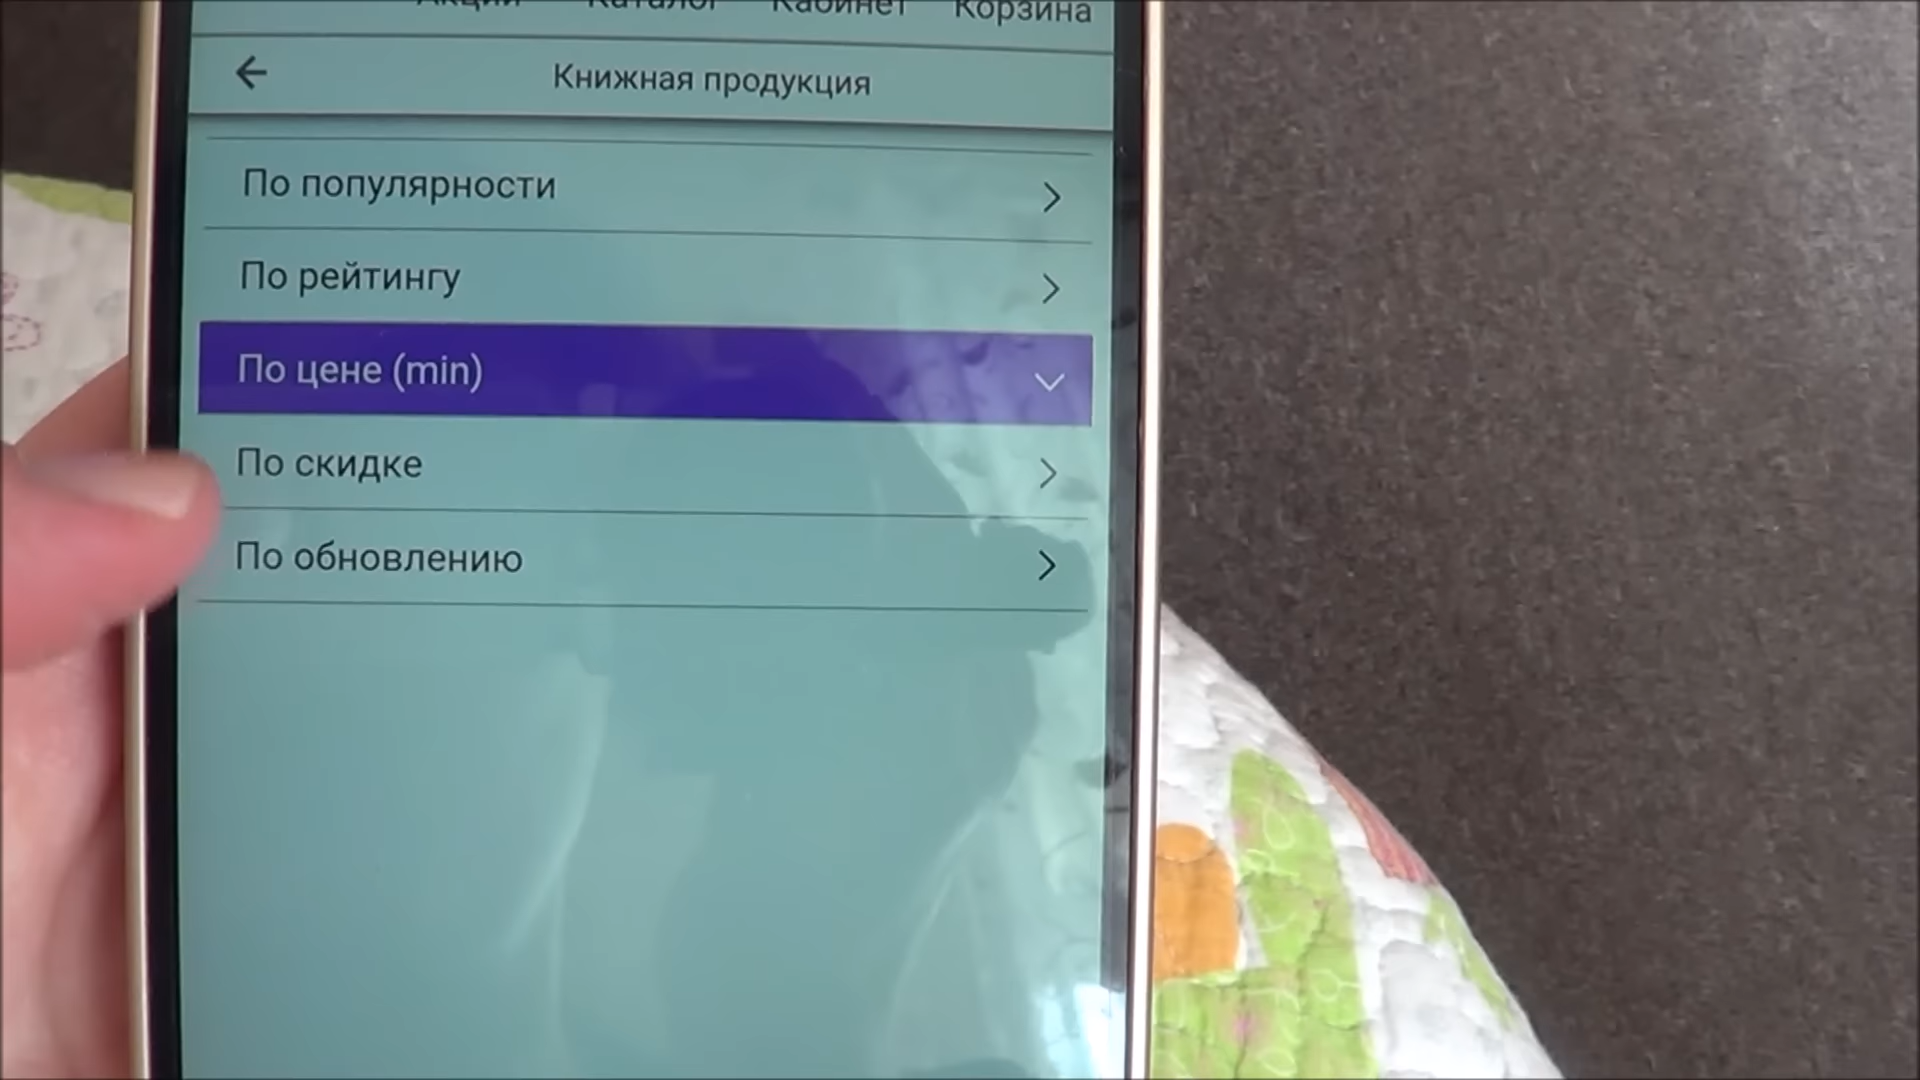 Акции Каталог Кабинет Корзина
Книжная продукция
По популярности
По рейтингу
По цене (min)
По скидке
По обновлению